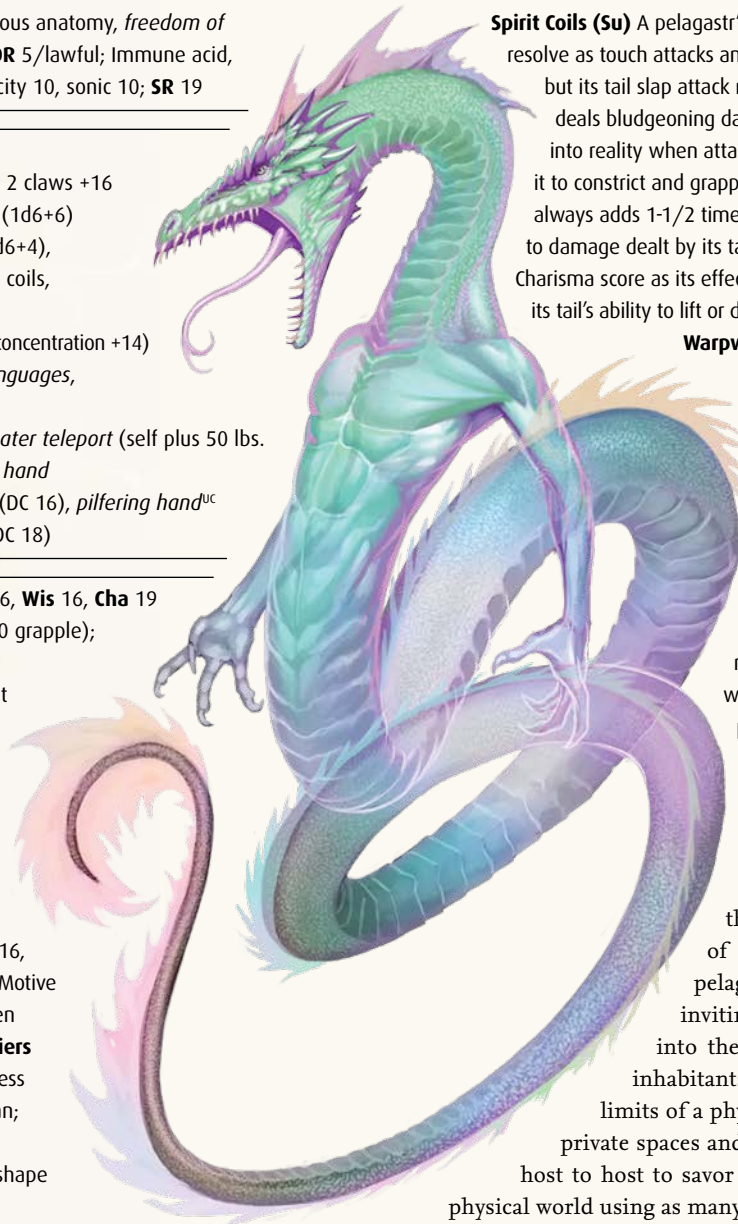 ous anatomy, freedom of
OR 5/lawful; Immune acid,
city 10, sonic 10; SR 19
2 claws +16
(1d6+6)
d6+4),
coils,
concentration +14)
nguages,
ater teleport (self plus 50 lbs.
hand
(DC 16), pilfering handUC
DC 18)
6, Wis 16, Cha 19
0 grapple);
t
16,
Motive
en
iers
ess
an;
shape
Spirit Coils (Su) A pelagastr'
resolve as touch attacks an
but its tail slap attack r
deals bludgeoning da
into reality when atta
it to constrict and grapp
always adds 1-1/2 time
to damage dealt by its ta
Charisma score as its effec
its tail's ability to lift or d
Warpw
r
w
th
of
pelag
invitin
into the
inhabitant
limits of a phy
private spaces and
host to host to savor
physical world using as many